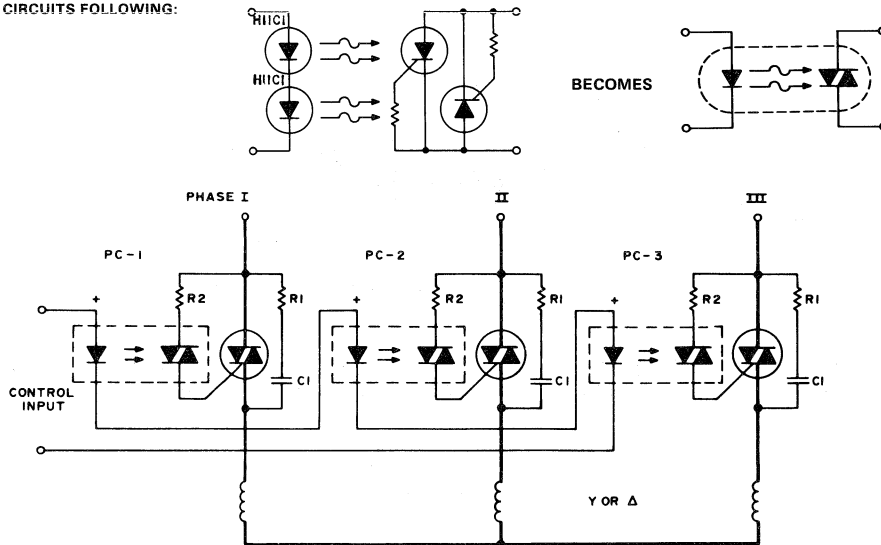 CIRCUITS FOLLOWING:
H11C1
H11C1
BECOMES
PHASE I
II
III
PC-1
PC-2
PC-3
+
R2
R1
+
R2
R1
+
R2
R1
C1
C1
C1
CONTROL
INPUT
Y OR Δ